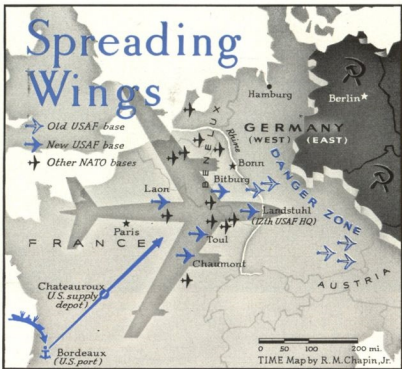 Spreading
Wings
Old USAF base
New USAF base
Other NATO bases
Hamburg
Berlin
BENELUX
Rhine
GERMANY
(WEST) (EAST)
Bonn
DANGER ZONE
Bitburg
Laon
Landstuhl
(12th USAF HQ)
Paris
FRANCE
Toul
Chaumont
AUSTRIA
Chateauroux
(U.S. supply
depot)
Bordeaux
(U.S. port)
0 50 100 200 mi.
TIME Map by R.M. Chapin, Jr.